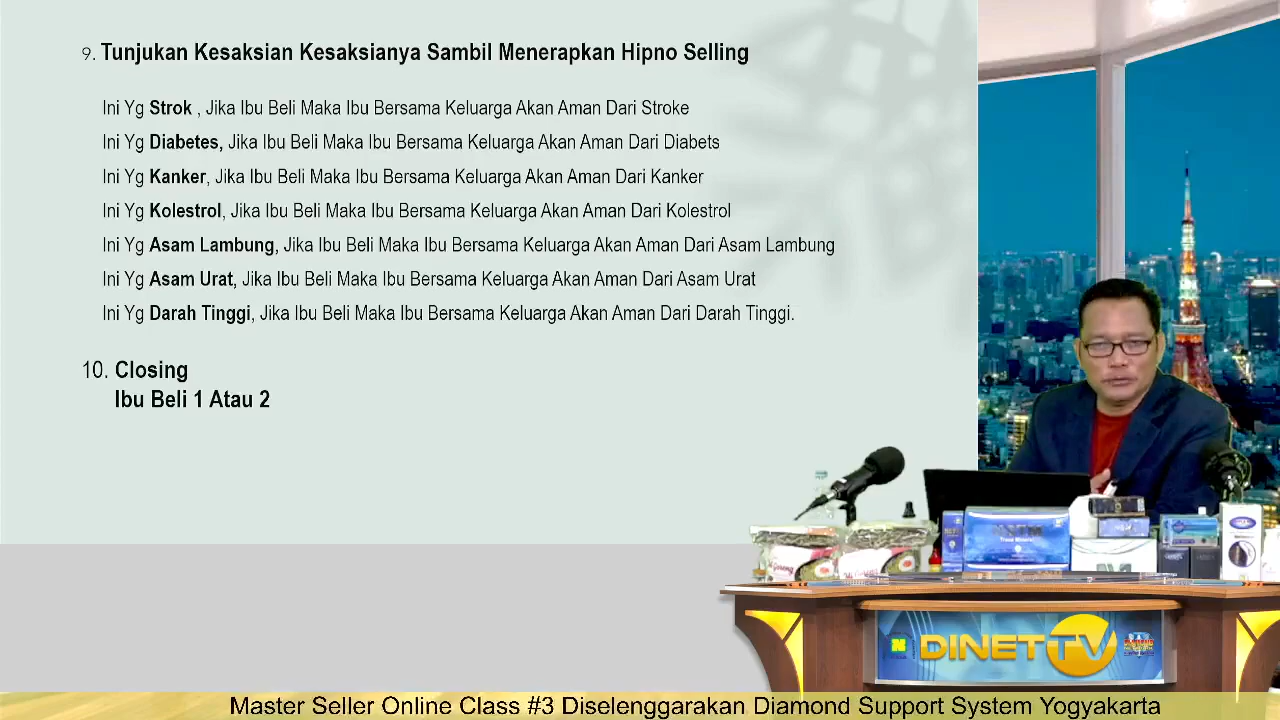 9. Tunjukan Kesaksian Kesaksianya Sambil Menerapkan Hipno Selling
Ini Yg Strok , Jika Ibu Beli Maka Ibu Bersama Keluarga Akan Aman Dari Stroke
Ini Yg Diabetes, Jika Ibu Beli Maka Ibu Bersama Keluarga Akan Aman Dari Diabets
Ini Yg Kanker, Jika Ibu Beli Maka Ibu Bersama Keluarga Akan Aman Dari Kanker
Ini Yg Kolestrol, Jika Ibu Beli Maka Ibu Bersama Keluarga Akan Aman Dari Kolestrol
Ini Yg Asam Lambung, Jika Ibu Beli Maka Ibu Bersama Keluarga Akan Aman Dari Asam Lambung
Ini Yg Asam Urat, Jika Ibu Beli Maka Ibu Bersama Keluarga Akan Aman Dari Asam Urat
Ini Yg Darah Tinggi, Jika Ibu Beli Maka Ibu Bersama Keluarga Akan Aman Dari Darah Tinggi.
10. Closing
Ibu Beli 1 Atau 2
DINET TV
Master Seller Online Class #3 Diselenggarakan Diamond Support System Yogyakarta